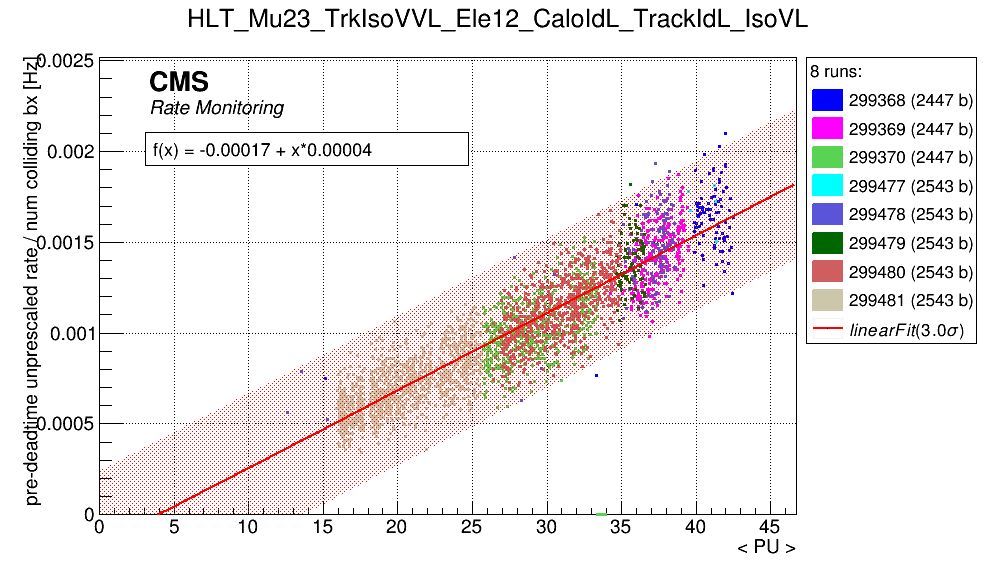 HLT_Mu23_TrkIsoVVL_Ele12_CaloIdL_TrackIdL_IsoVL
pre-deadtime unprescaled rate / num colliding bx [Hz]
0.0025
0.002
0.0015
0.001
0.0005
0
CMS
Rate Monitoring
f(x) = -0.00017 + x*0.00004
0 5 10 15 20 25 30 35 40 45
< PU >
8 runs:
299368 (2447 b)
299369 (2447 b)
299370 (2447 b)
299477 (2543 b)
299478 (2543 b)
299479 (2543 b)
299480 (2543 b)
299481 (2543 b)
linearFit(3.0σ)